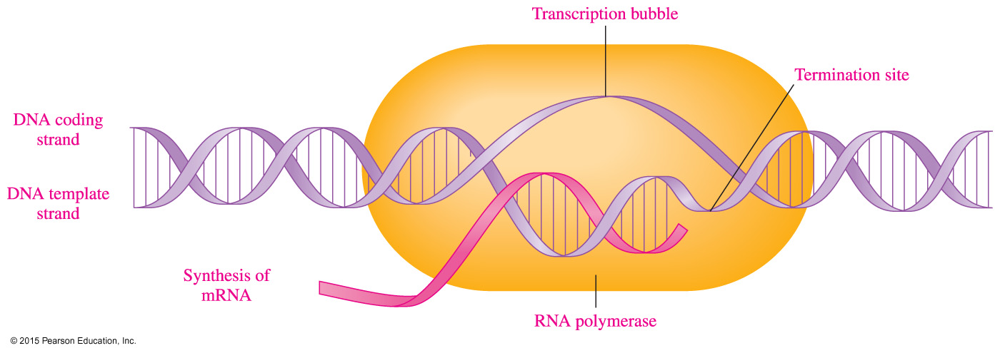 Transcription bubble
Termination site
DNA coding
strand
DNA template
strand
Synthesis of
mRNA
RNA polymerase
© 2015 Pearson Education, Inc.